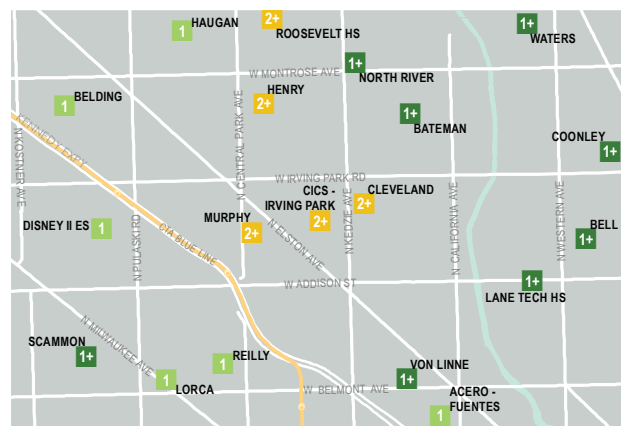 HAUGAN
1
2+
ROOSEVELT HS
1+
WATERS
W MONTROSE AVE
1+
NORTH RIVER
BELDING
1
HENRY
2+
1+
BATEMAN
COONLEY
1+
KENNEDY EXPY
N KOSTNER AVE
N CENTRAL PARK AVE
W IRVING PARK RD
CICS -
IRVING PARK
2+
CLEVELAND
2+
MURPHY
2+
DISNEY II ES
1
N PULASKI RD
CTA BLUE LINE
N ELSTON AVE
N KEDZIE AVE
N CALIFORNIA AVE
N WESTERN AVE
1+
BELL
W ADDISON ST
1+
LANE TECH HS
N MILWAUKEE AVE
SCAMMON
1+
REILLY
1
1
LORCA
W BELMONT AVE
VON LINNE
1+
ACERO -
FUENTES
1